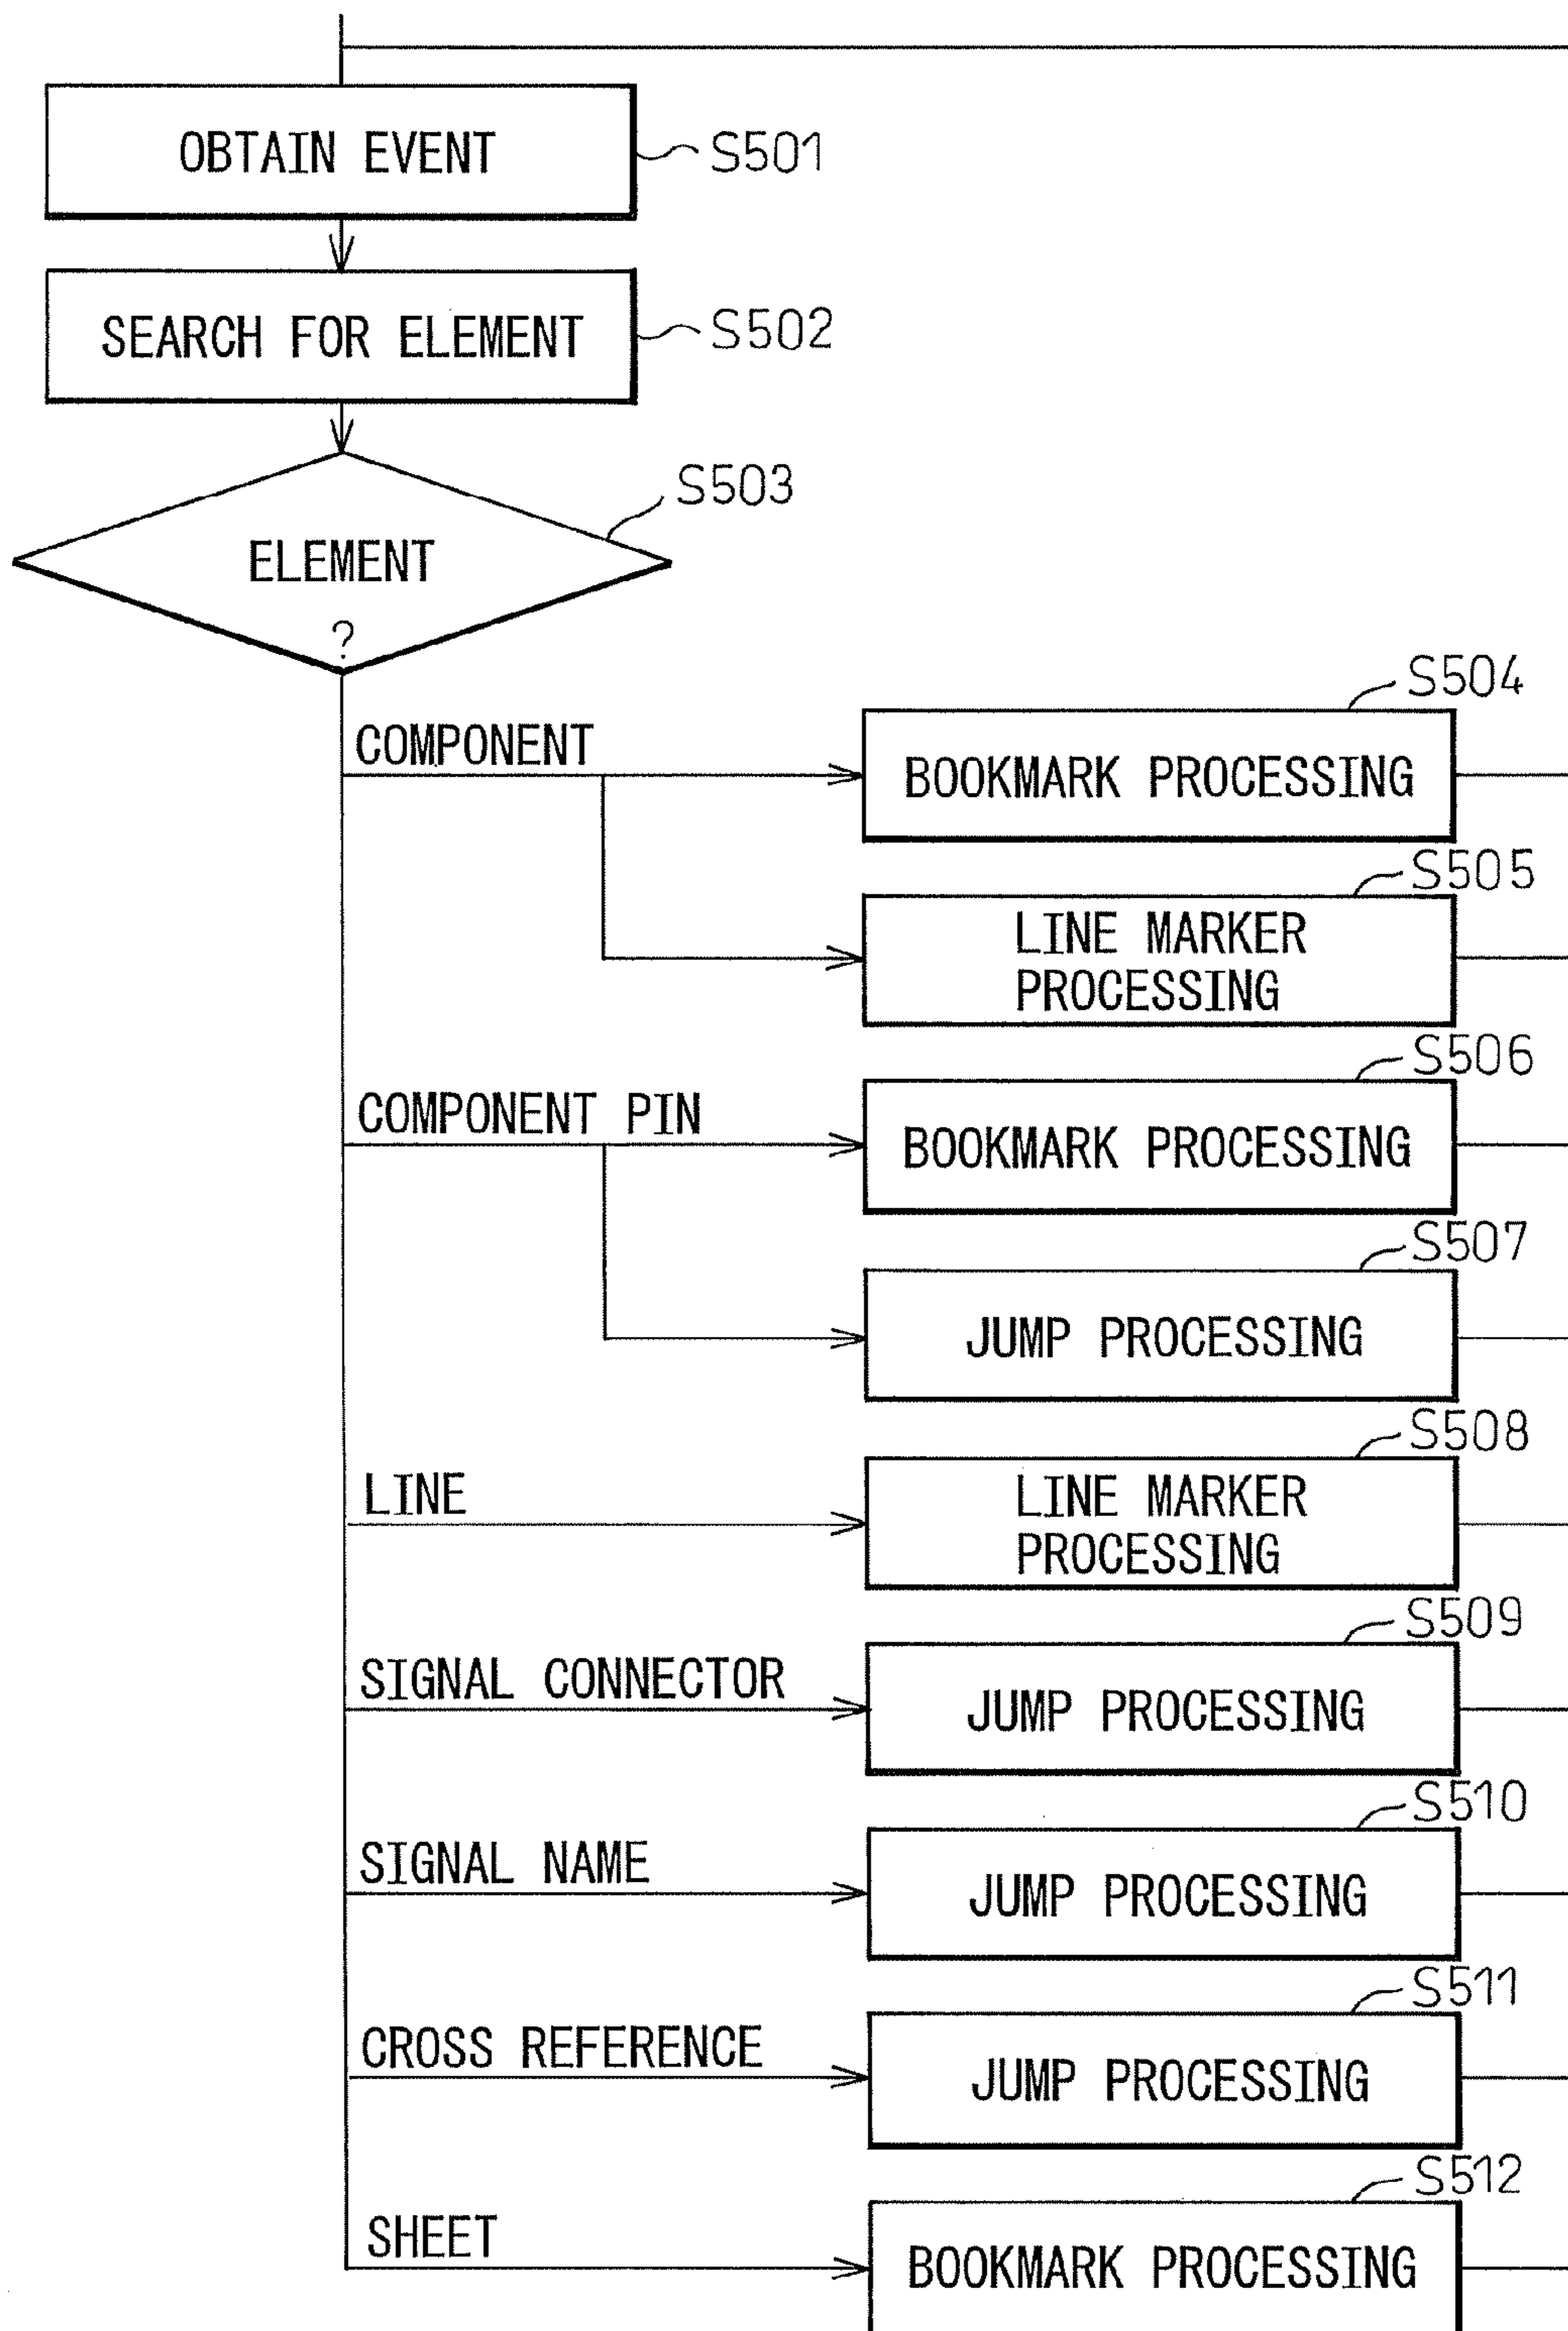 OBTAIN EVENT
S501
SEARCH FOR ELEMENT
S502
S503
ELEMENT
?
S504
COMPONENT
BOOKMARK PROCESSING
S505
LINE MARKER
PROCESSING
S506
COMPONENT PIN
BOOKMARK PROCESSING
S507
JUMP PROCESSING
S508
LINE
LINE MARKER
PROCESSING
S509
SIGNAL CONNECTOR
JUMP PROCESSING
S510
SIGNAL NAME
JUMP PROCESSING
S511
CROSS REFERENCE
JUMP PROCESSING
S512
SHEET
BOOKMARK PROCESSING